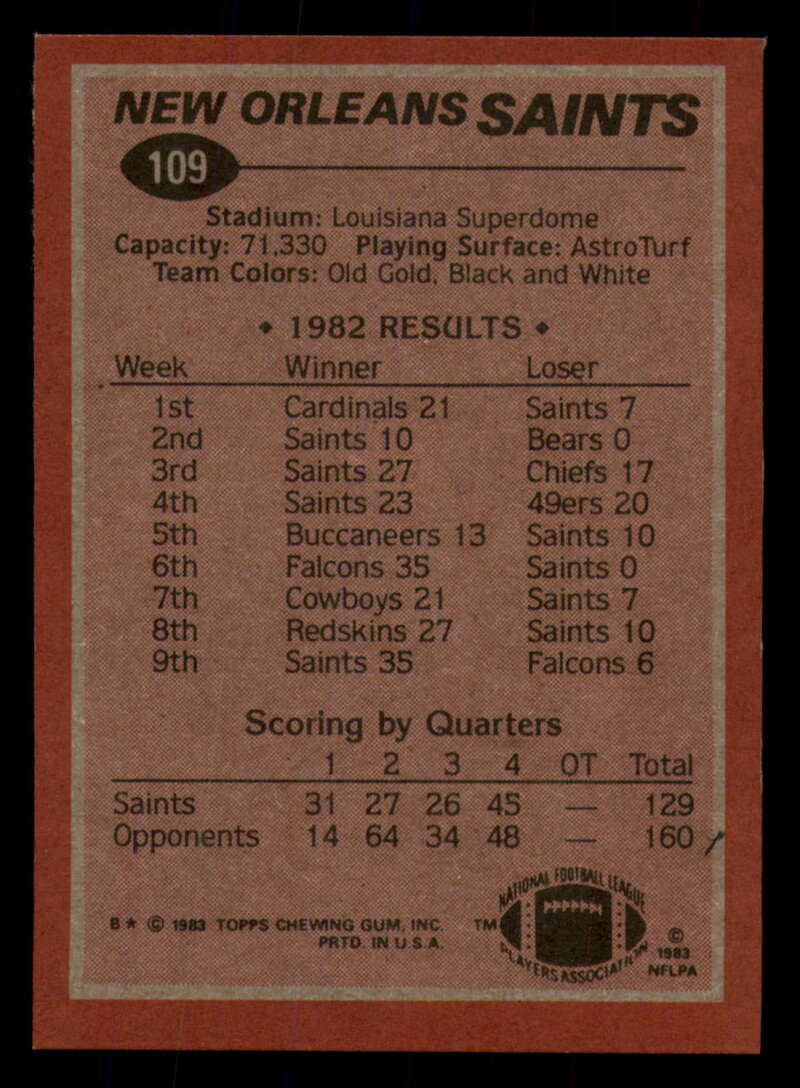 NEW ORLEANS SAINTS
109
Stadium: Louisiana Superdome
Capacity: 71,330 Playing Surface: AstroTurf
Team Colors: Old Gold, Black and White
♦ 1982 RESULTS ♦
Week Winner Loser
1st Cardinals 21 Saints 7
2nd Saints 10 Bears 0
3rd Saints 27 Chiefs 17
4th Saints 23 49ers 20
5th Buccaneers 13 Saints 10
6th Falcons 35 Saints 0
7th Cowboys 21 Saints 7
8th Redskins 27 Saints 10
9th Saints 35 Falcons 6
Scoring by Quarters
1 2 3 4 OT Total
Saints 31 27 26 45 — 129
Opponents 14 64 34 48 — 160
B★ © 1983 TOPPS CHEWING GUM, INC.
PRTD. IN U.S.A.
TM
NATIONAL FOOTBALL LEAGUE
PLAYERS ASSOCIATION
©
1983
NFLPA